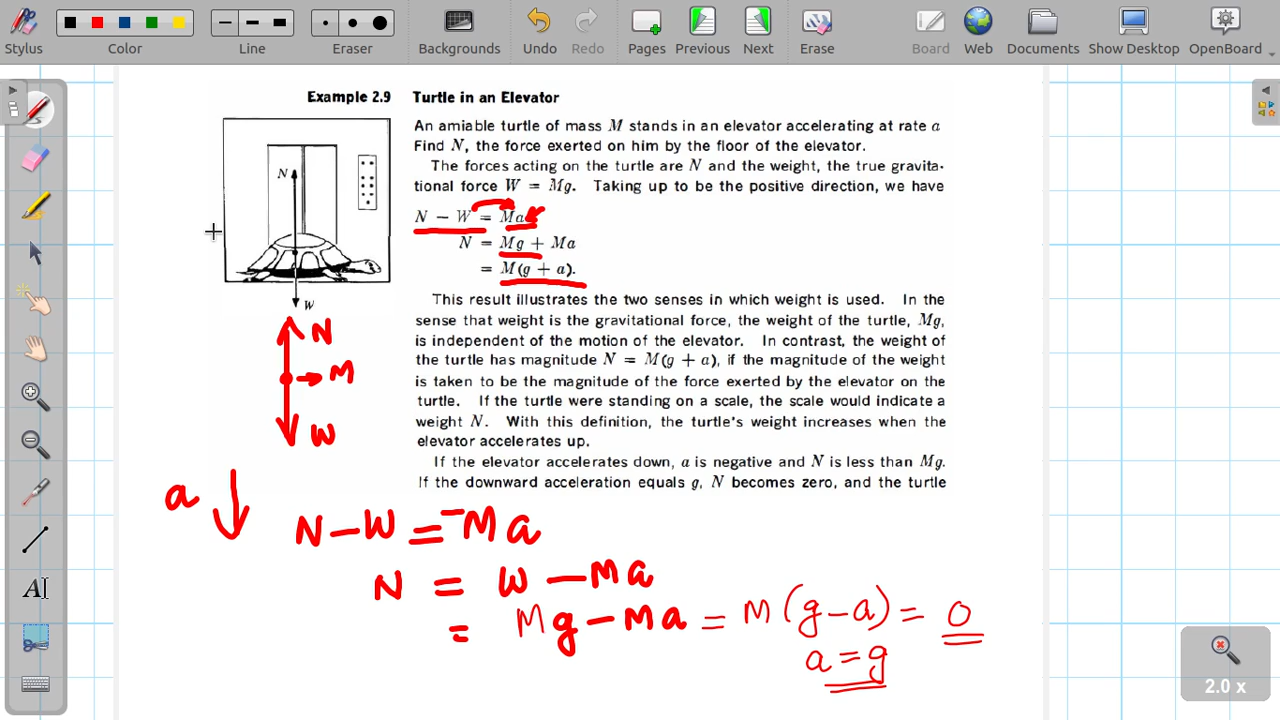 Stylus
Color
Line
Eraser
Backgrounds
Undo
Redo
Pages
Previous
Next
Erase
Board
Web
Documents
Show Desktop
OpenBoard
Example 2.9 Turtle in an Elevator
An amiable turtle of mass M stands in an elevator accelerating at rate a
Find N, the force exerted on him by the floor of the elevator.
The forces acting on the turtle are N and the weight, the true gravita-
tional force W = Mg. Taking up to be the positive direction, we have
N − W = Ma
N = Mg + Ma
= M(g + a).
This result illustrates the two senses in which weight is used. In the
sense that weight is the gravitational force, the weight of the turtle, Mg,
is independent of the motion of the elevator. In contrast, the weight of
the turtle has magnitude N = M(g + a), if the magnitude of the weight
is taken to be the magnitude of the force exerted by the elevator on the
turtle. If the turtle were standing on a scale, the scale would indicate a
weight N. With this definition, the turtle's weight increases when the
elevator accelerates up.
If the elevator accelerates down, a is negative and N is less than Mg.
If the downward acceleration equals g, N becomes zero, and the turtle
N
W
N
M
W
a
N − W = −Ma
N = W − Ma
= Mg − Ma = M(g − a) = 0
a = g
AI
2.0 x